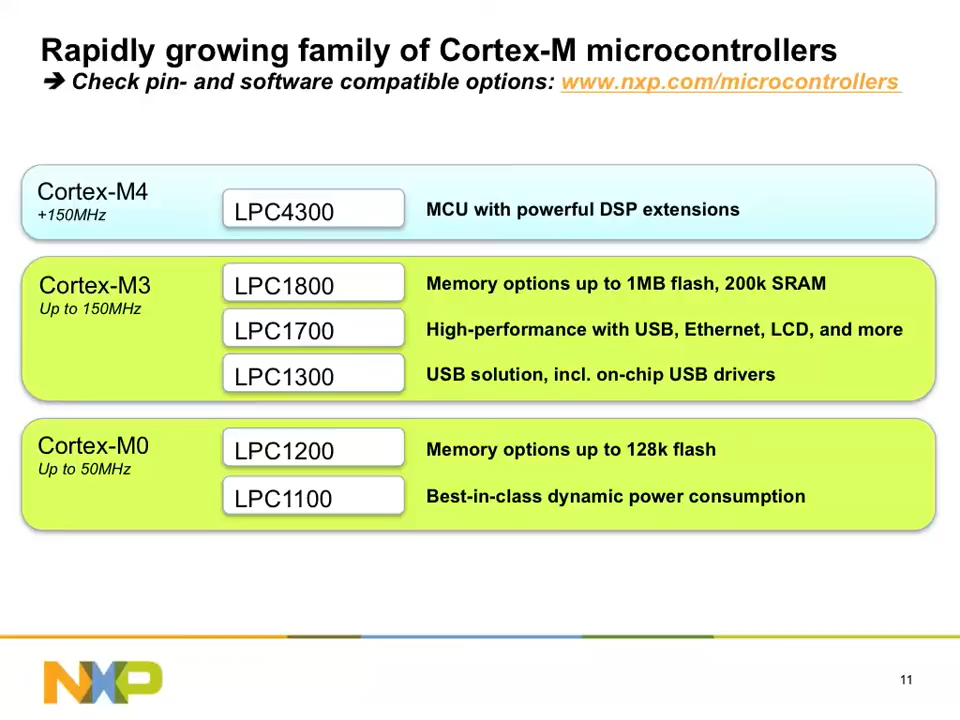 Rapidly growing family of Cortex-M microcontrollers
➔ Check pin- and software compatible options: www.nxp.com/microcontrollers
Cortex-M4
+150MHz
LPC4300
MCU with powerful DSP extensions
Cortex-M3
Up to 150MHz
LPC1800
Memory options up to 1MB flash, 200k SRAM
LPC1700
High-performance with USB, Ethernet, LCD, and more
LPC1300
USB solution, incl. on-chip USB drivers
Cortex-M0
Up to 50MHz
LPC1200
Memory options up to 128k flash
LPC1100
Best-in-class dynamic power consumption
NXP
11